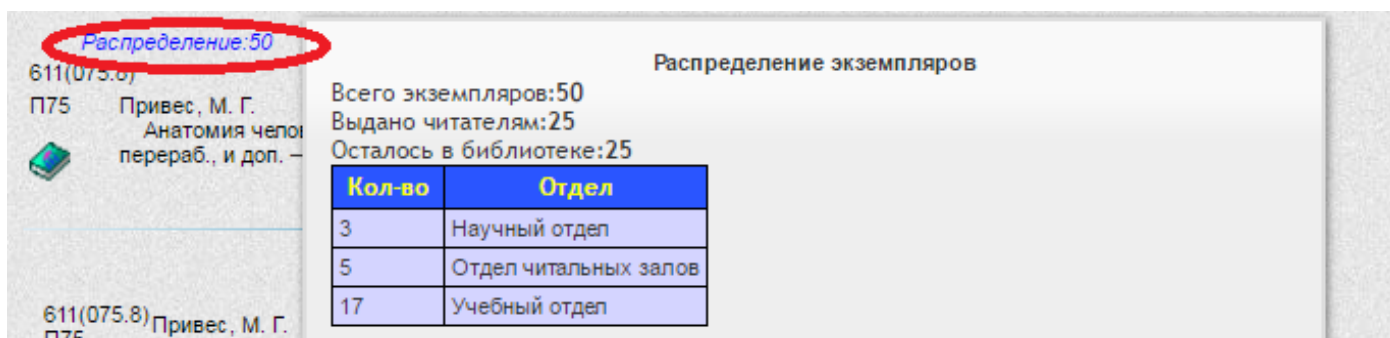 Распределение:50
611(075.8)
П75 Привес, М. Г.
Анатомия
перераб., и доп. –
611(075.8) Привес, М. Г.
П75
Распределение экземпляров
Всего экземпляров:50
Выдано читателям:25
Осталось в библиотеке:25
Кол-во Отдел
3 Научный отдел
5 Отдел читальных залов
17 Учебный отдел